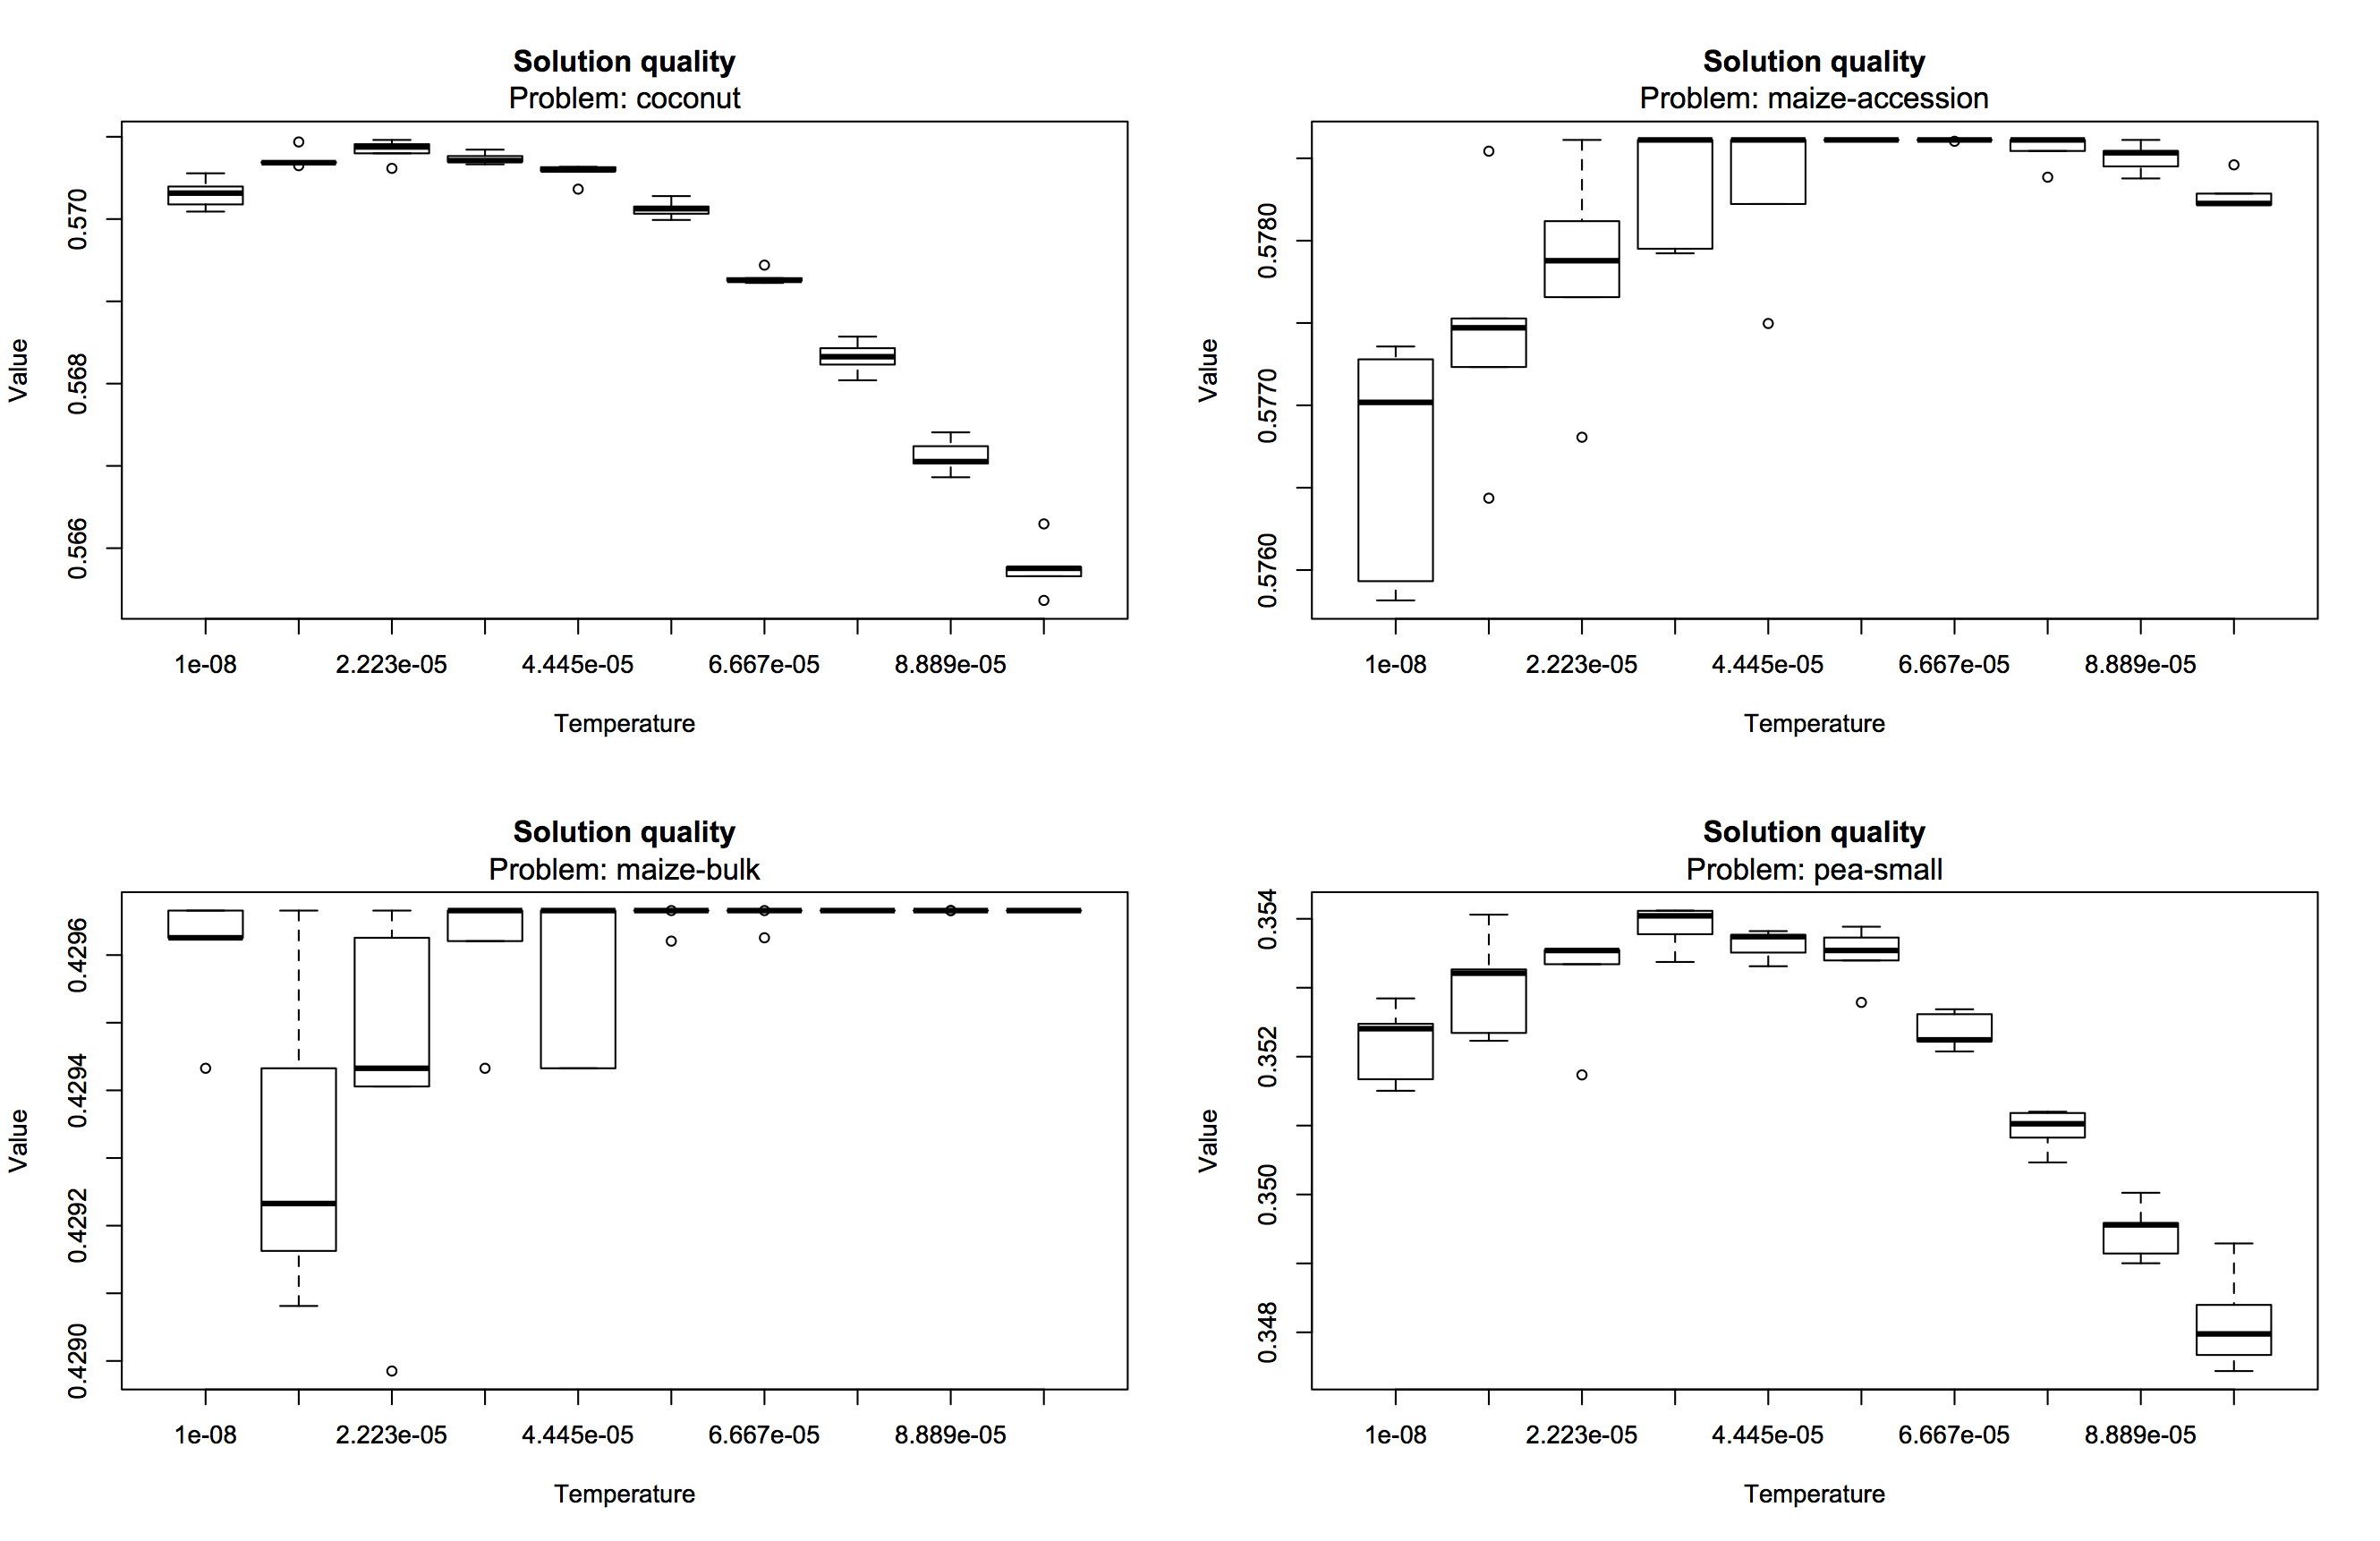 Solution quality
Problem: coconut
Value
0.570
0.568
0.566
1e-08 2.223e-05 4.445e-05 6.667e-05 8.889e-05
Temperature
Solution quality
Problem: maize-accession
Value
0.5780
0.5770
0.5760
1e-08 2.223e-05 4.445e-05 6.667e-05 8.889e-05
Temperature
Solution quality
Problem: maize-bulk
Value
0.4296
0.4294
0.4292
0.4290
1e-08 2.223e-05 4.445e-05 6.667e-05 8.889e-05
Temperature
Solution quality
Problem: pea-small
Value
0.354
0.352
0.350
0.348
1e-08 2.223e-05 4.445e-05 6.667e-05 8.889e-05
Temperature